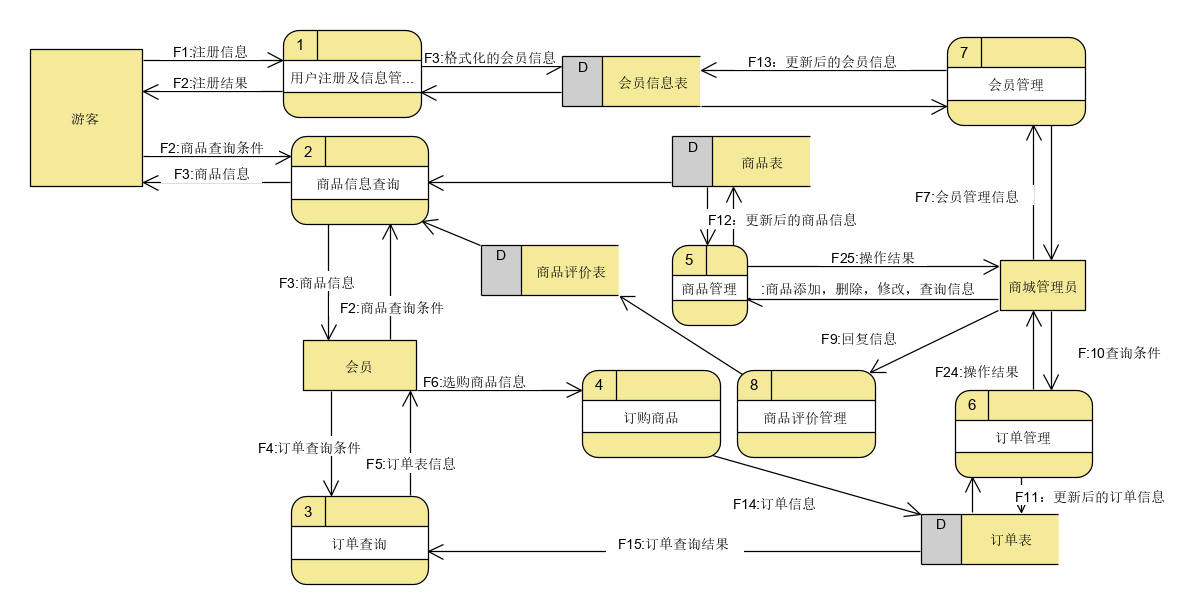 1
7
F1:注册信息
F3:格式化的会员信息
D
F13：更新后的会员信息
用户注册及信息管...
会员信息表
会员管理
F2:注册结果
游客
F2:商品查询条件
2
D
商品表
F3:商品信息
商品信息查询
F7:会员管理信息
F12：更新后的商品信息
D
5
F25:操作结果
商品评价表
F3:商品信息
商品管理
:商品添加，删除，修改，查询信息
商城管理员
F2:商品查询条件
F9:回复信息
F:10查询条件
会员
F6:选购商品信息
4
8
F24:操作结果
6
订购商品
商品评价管理
订单管理
F4:订单查询条件
F5:订单表信息
F14:订单信息
F11：更新后的订单信息
3
D
订单查询
F15:订单查询结果
订单表